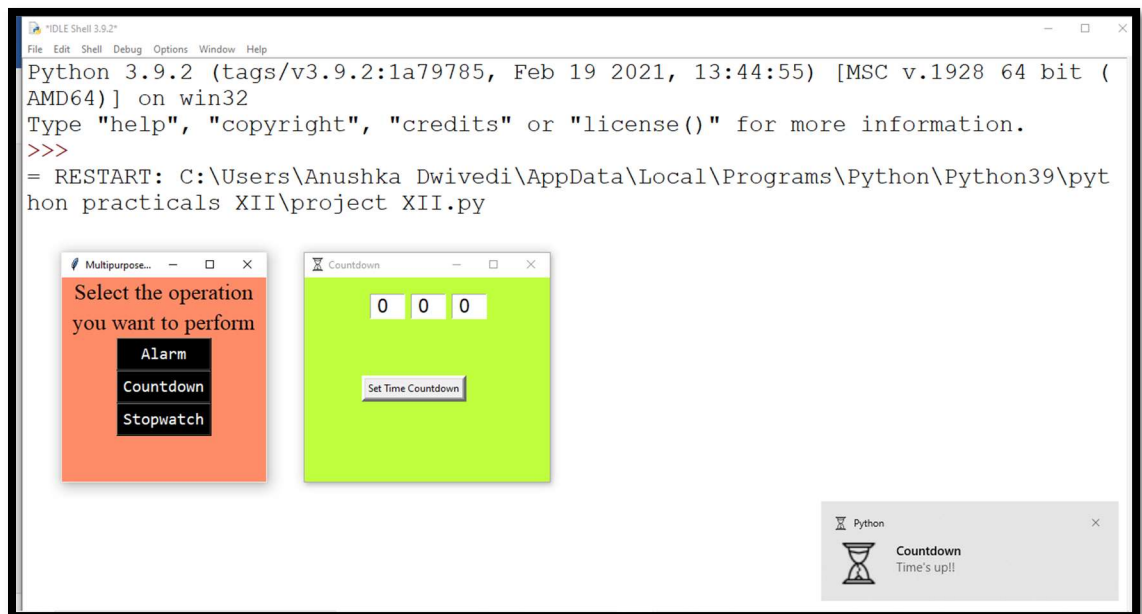 *IDLE Shell 3.9.2*
File Edit Shell Debug Options Window Help
Python 3.9.2 (tags/v3.9.2:1a79785, Feb 19 2021, 13:44:55) [MSC v.1928 64 bit (
AMD64)] on win32
Type "help", "copyright", "credits" or "license()" for more information.
>>>
= RESTART: C:\Users\Anushka Dwivedi\AppData\Local\Programs\Python\Python39\pyt
hon practicals XII\project XII.py
Multipurpose...
Select the operation
you want to perform
Alarm
Countdown
Stopwatch
Countdown
0 0 0
Set Time Countdown
Python
Countdown
Time's up!!